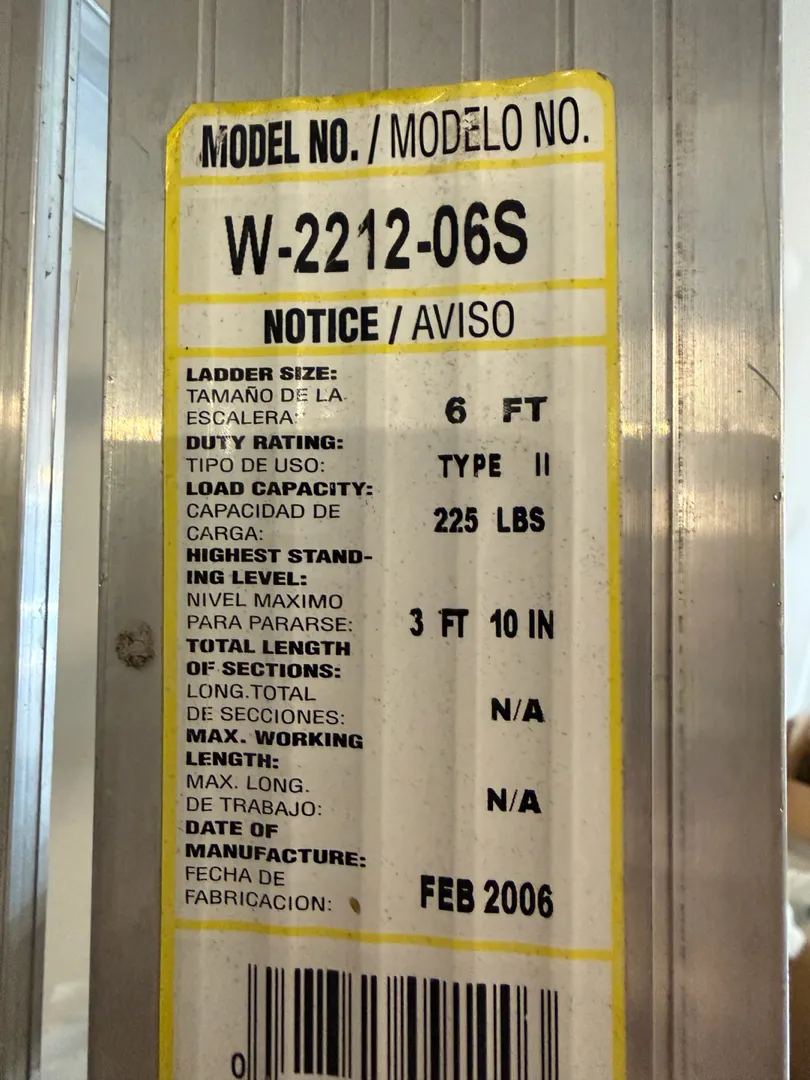 MODEL NO. / MODELO NO.
W-2212-06S
NOTICE / AVISO
LADDER SIZE:
TAMAÑO DE LA
ESCALERA: 6 FT
DUTY RATING:
TIPO DE USO: TYPE II
LOAD CAPACITY:
CAPACIDAD DE
CARGA: 225 LBS
HIGHEST STAND-
ING LEVEL:
NIVEL MAXIMO
PARA PARARSE: 3 FT 10 IN
TOTAL LENGTH
OF SECTIONS:
LONG.TOTAL
DE SECCIONES: N/A
MAX. WORKING
LENGTH:
MAX. LONG.
DE TRABAJO: N/A
DATE OF
MANUFACTURE:
FECHA DE
FABRICACION: FEB 2006
0